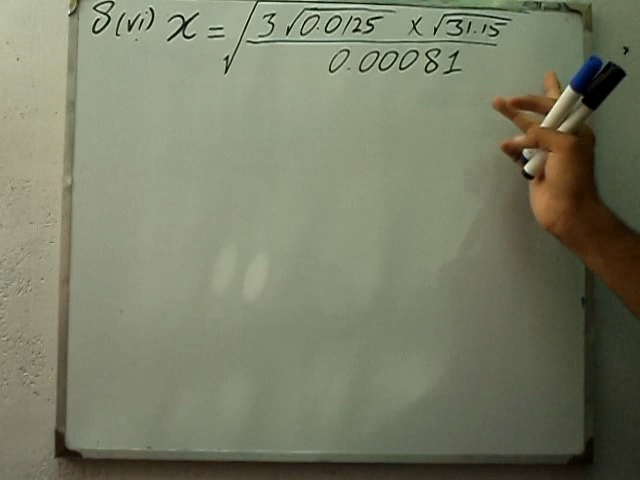 8(vi) x = √(3 √0.0125 × √31.15
0.00081)